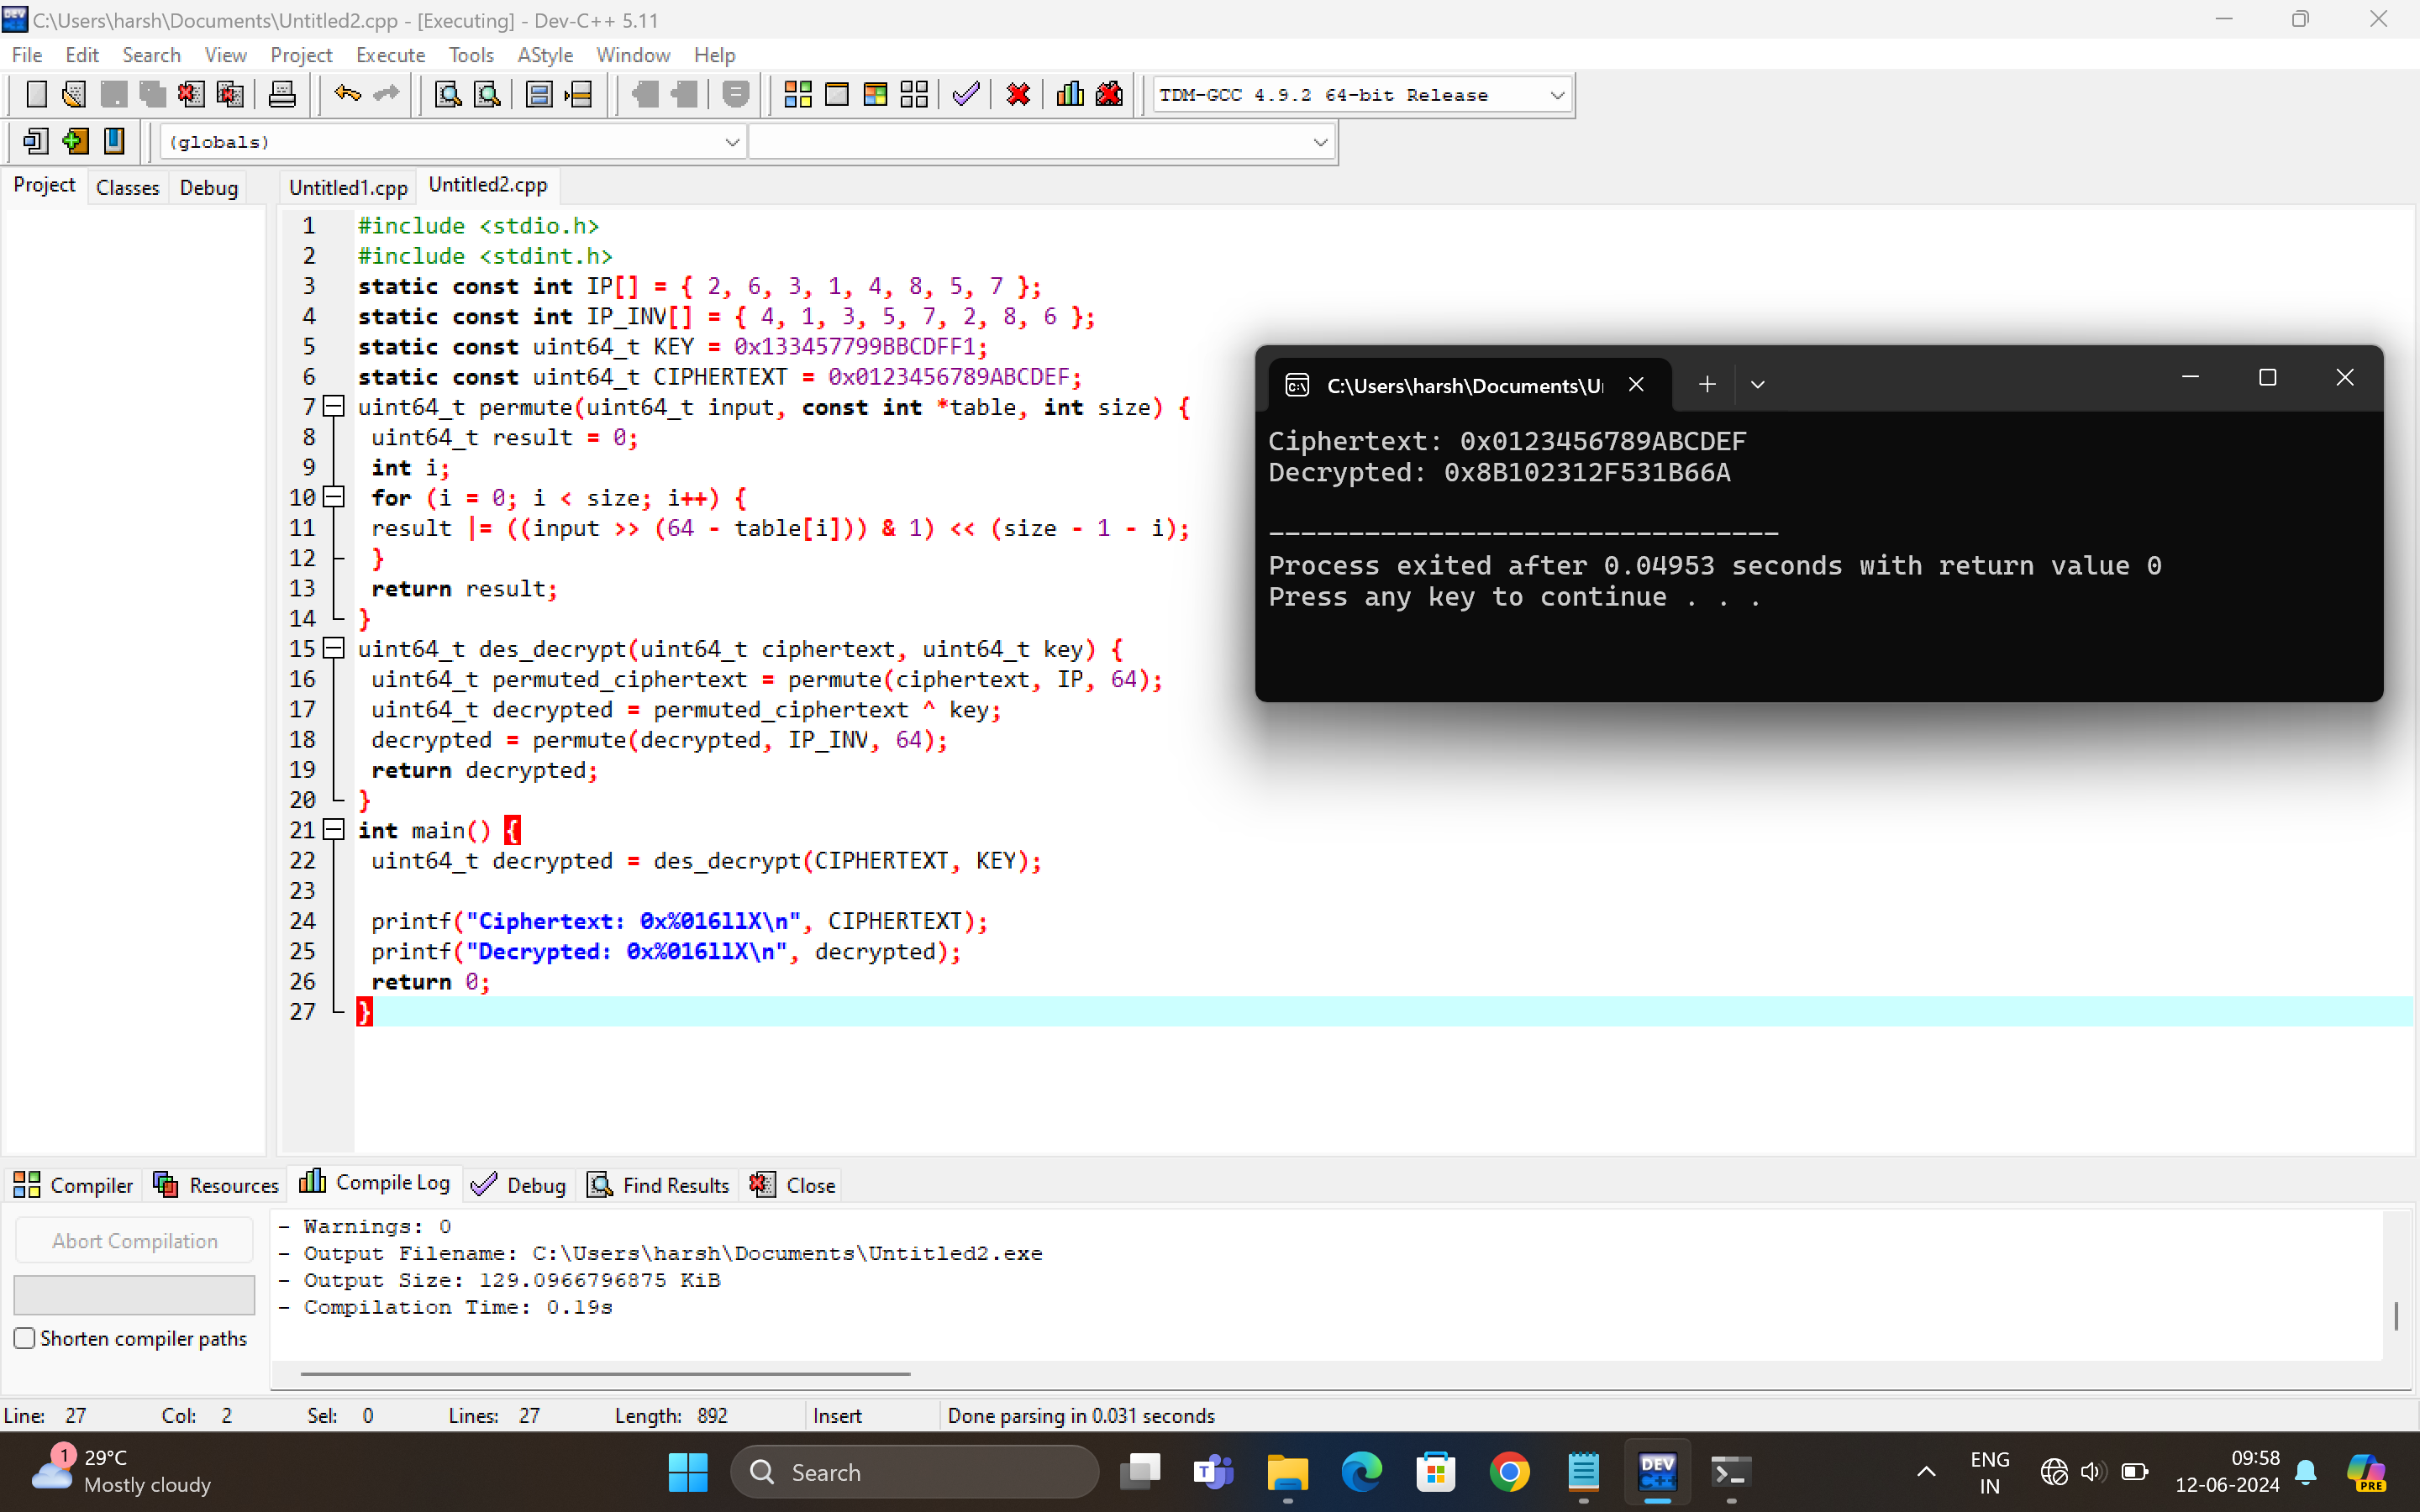 C:\Users\harsh\Documents\Untitled2.cpp - [Executing] - Dev-C++ 5.11
File Edit Search View Project Execute Tools AStyle Window Help
TDM-GCC 4.9.2 64-bit Release
(globals)
Project Classes Debug
Untitled1.cpp Untitled2.cpp
1 #include <stdio.h>
2 #include <stdint.h>
3 static const int IP[] = { 2, 6, 3, 1, 4, 8, 5, 7 };
4 static const int IP_INV[] = { 4, 1, 3, 5, 7, 2, 8, 6 };
5 static const uint64_t KEY = 0x133457799BBCDFF1;
6 static const uint64_t CIPHERTEXT = 0x0123456789ABCDEF;
7 uint64_t permute(uint64_t input, const int *table, int size) {
8 uint64_t result = 0;
9 int i;
10 for (i = 0; i < size; i++) {
11 result |= ((input >> (64 - table[i])) & 1) << (size - 1 - i);
12 }
13 return result;
14 }
15 uint64_t des_decrypt(uint64_t ciphertext, uint64_t key) {
16 uint64_t permuted_ciphertext = permute(ciphertext, IP, 64);
17 uint64_t decrypted = permuted_ciphertext ^ key;
18 decrypted = permute(decrypted, IP_INV, 64);
19 return decrypted;
20 }
21 int main() {
22 uint64_t decrypted = des_decrypt(CIPHERTEXT, KEY);
23
24 printf("Ciphertext: 0x%016llX\n", CIPHERTEXT);
25 printf("Decrypted: 0x%016llX\n", decrypted);
26 return 0;
27 }
C:\Users\harsh\Documents\U
Ciphertext: 0x0123456789ABCDEF
Decrypted: 0x8B102312F531B66A
--------------------------------
Process exited after 0.04953 seconds with return value 0
Press any key to continue . . .
Compiler Resources Compile Log Debug Find Results Close
Abort Compilation
Shorten compiler paths
- Warnings: 0
- Output Filename: C:\Users\harsh\Documents\Untitled2.exe
- Output Size: 129.0966796875 KiB
- Compilation Time: 0.19s
Line: 27 Col: 2 Sel: 0 Lines: 27 Length: 892 Insert Done parsing in 0.031 seconds
1
29°C
Mostly cloudy
Search
T
DEV
C++
ENG
IN
09:58
12-06-2024
PRE